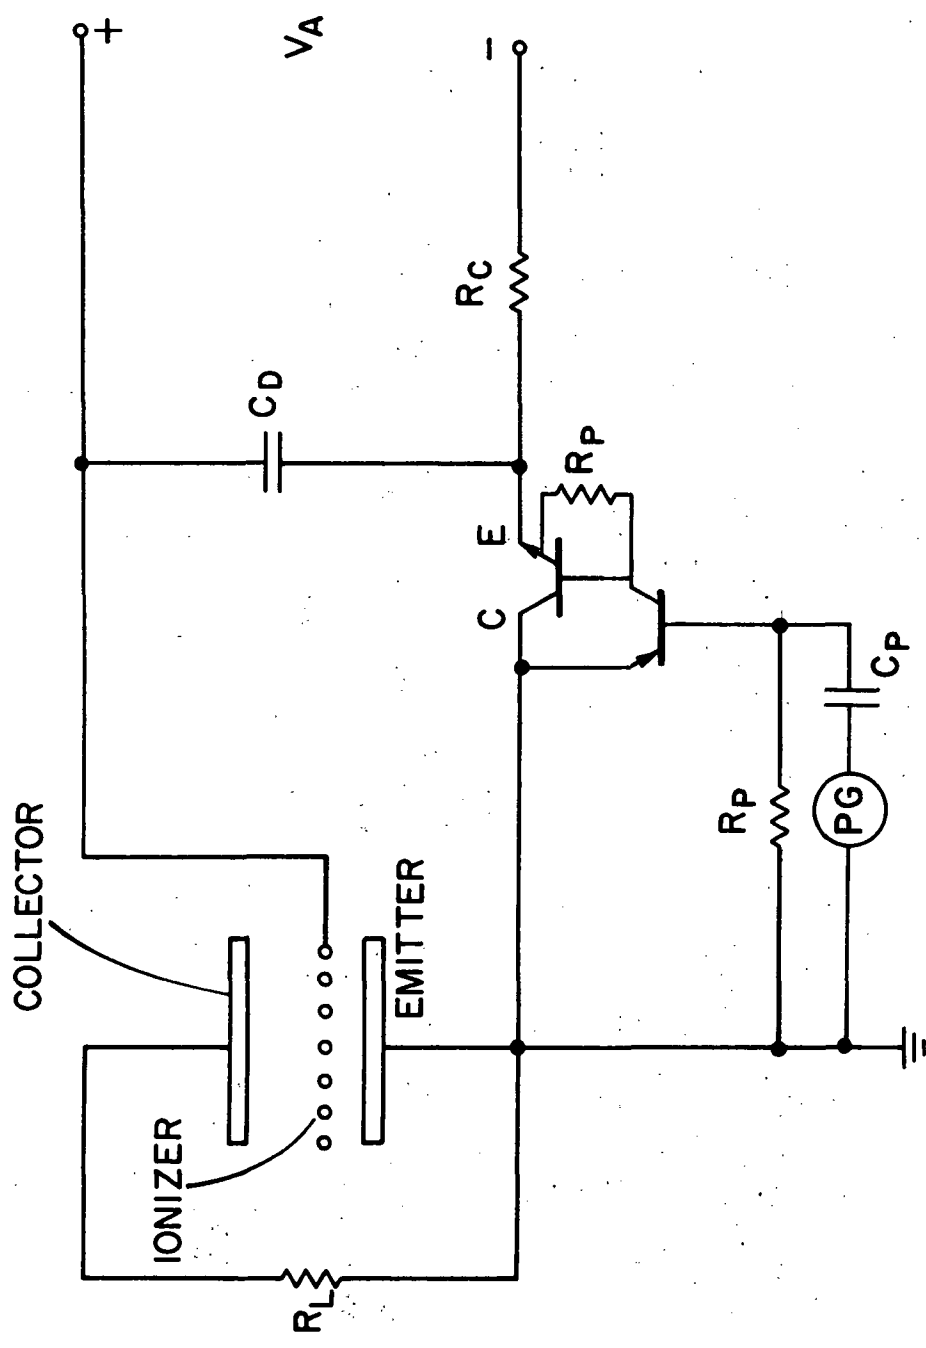 COLLECTOR
IONIZER
EMITTER
RL
+
VA
−
CD
RC
C
E
RP
RP
CP
PG